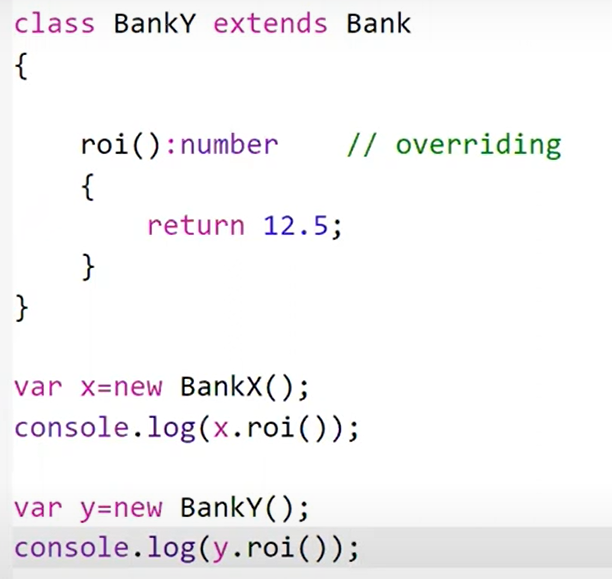 class BankY extends Bank
{
roi():number // overriding
{
return 12.5;
}
}
var x=new BankX();
console.log(x.roi());
var y=new BankY();
console.log(y.roi());